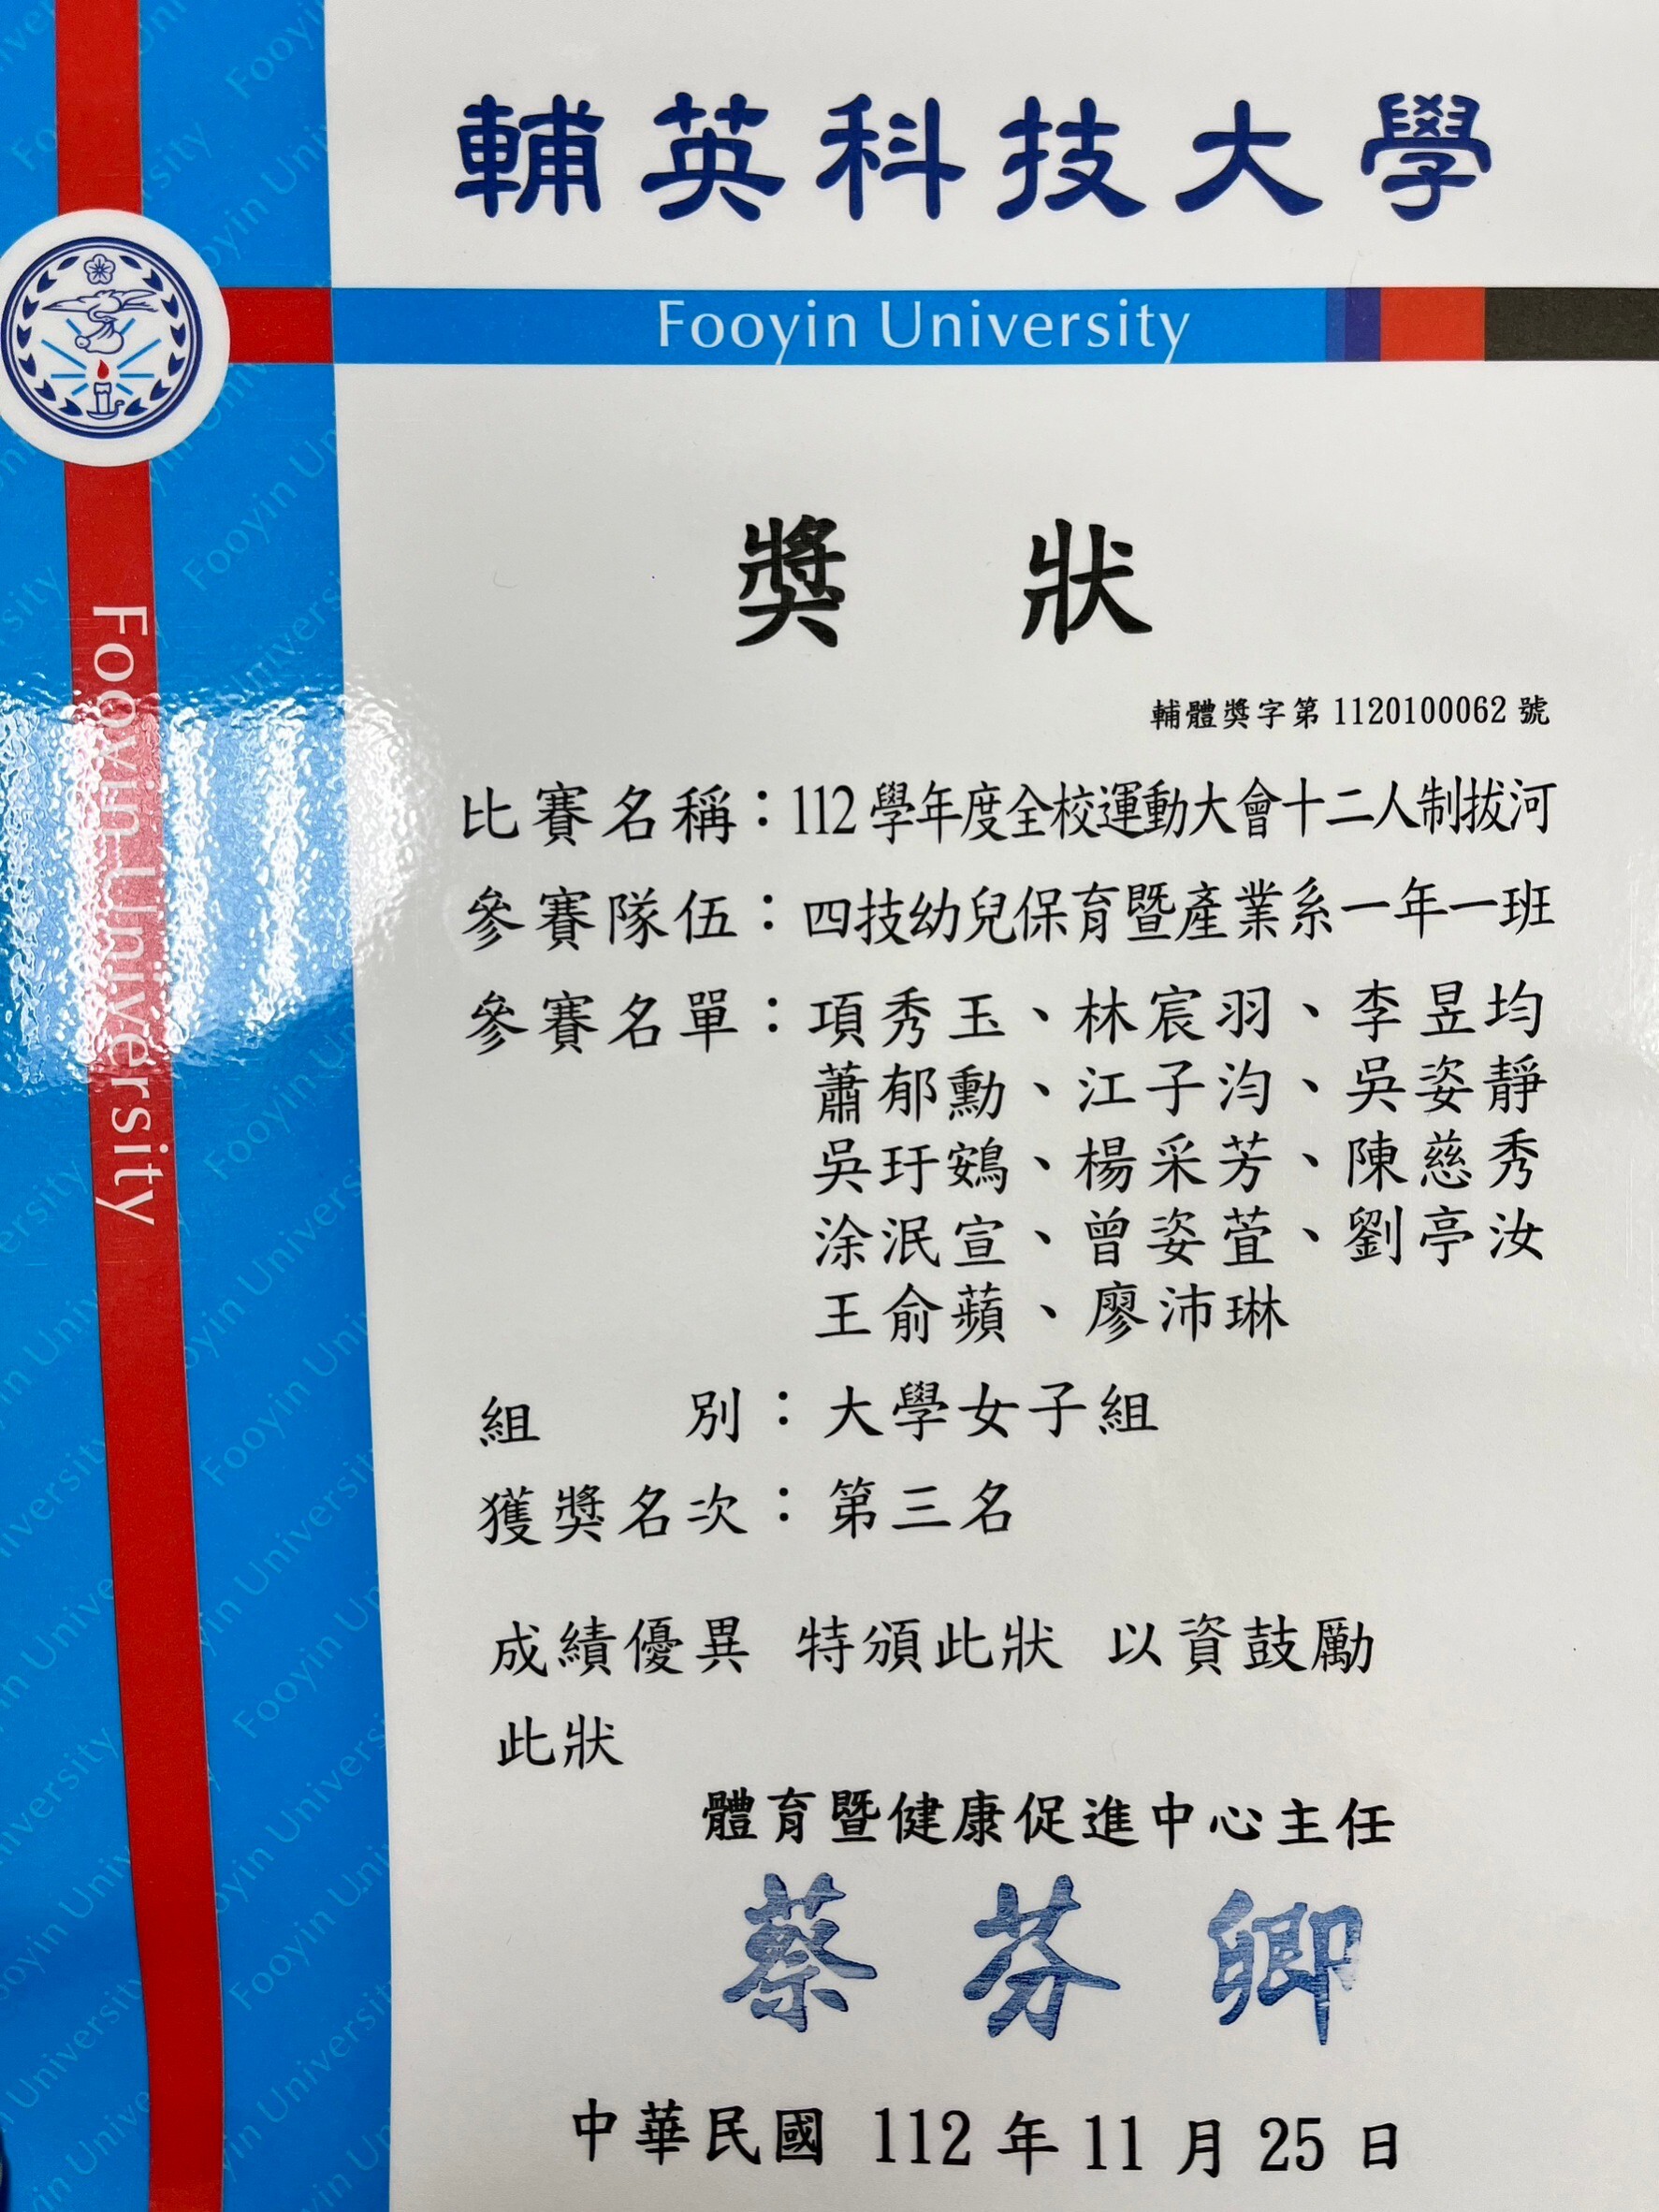 輔英科技大學
Fooyin University
Fooyin University
獎 狀
輔體獎字第 1120100062 號
比賽名稱：112 學年度全校運動大會十二人制拔河
參賽隊伍：四技幼兒保育暨產業系一年一班
參賽名單：項秀玉、林宸羽、李昱均
蕭郁勳、江子汮、吳姿靜
吳玗鴳、楊采芳、陳慈秀
涂泯宣、曾姿萓、劉亭汝
王俞蘋、廖沛琳
組 別：大學女子組
獲獎名次：第三名
成績優異 特頒此狀 以資鼓勵
此狀
體育暨健康促進中心主任
蔡芬卿
中華民國 112 年 11 月 25 日